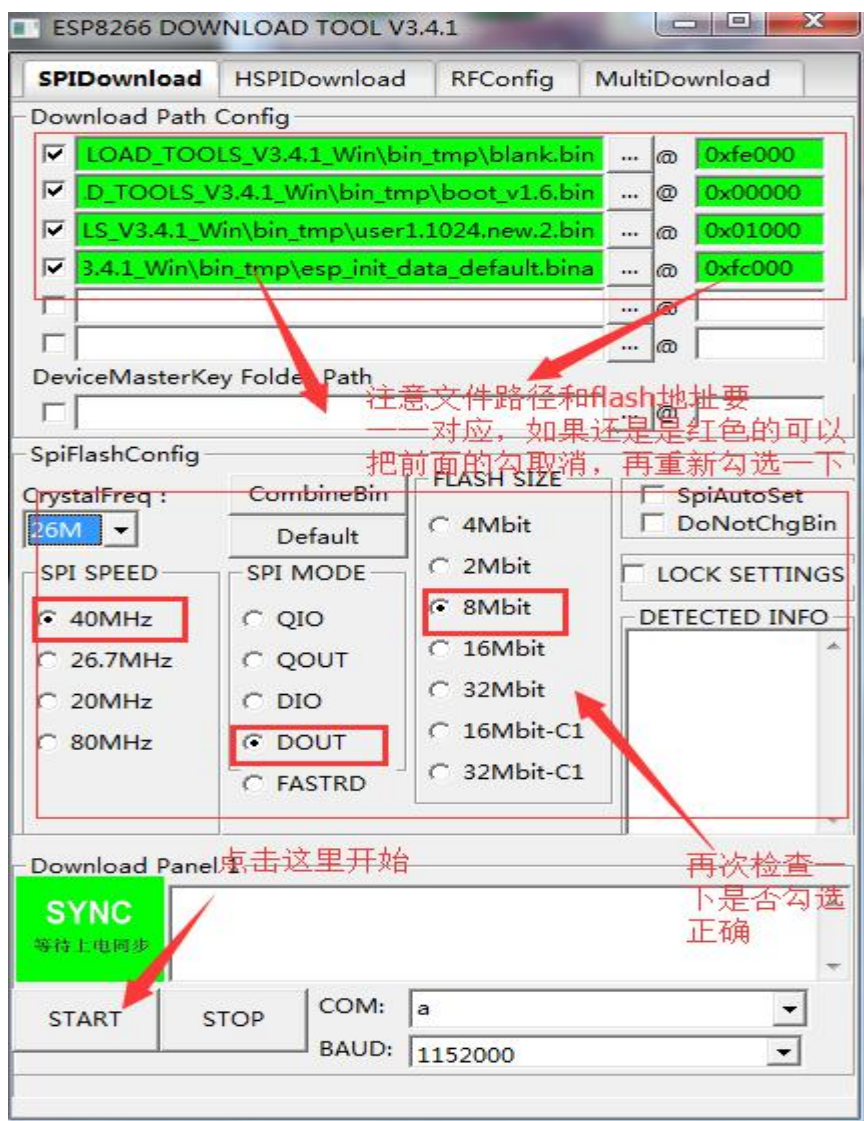 ESP8266 DOWNLOAD TOOL V3.4.1
SPIDownload HSPIDownload RFConfig MultiDownload
Download Path Config
LOAD_TOOLS_V3.4.1_Win\bin_tmp\blank.bin ... @ 0xfe000
.D_TOOLS_V3.4.1_Win\bin_tmp\boot_v1.6.bin ... @ 0x00000
LS_V3.4.1_Win\bin_tmp\user1.1024.new.2.bin ... @ 0x01000
3.4.1_Win\bin_tmp\esp_init_data_default.bina ... @ 0xfc000
... @
... @
DeviceMasterKey Folder Path
... @
注意文件路径和flash地址要
一一对应，如果还是是红色的可以
把前面的勾取消，再重新勾选一下
SpiFlashConfig
CrystalFreq :
26M
CombineBin
Default
SPI SPEED
40MHz
26.7MHz
20MHz
80MHz
SPI MODE
QIO
QOUT
DIO
DOUT
FASTRD
FLASH SIZE
4Mbit
2Mbit
8Mbit
16Mbit
32Mbit
16Mbit-C1
32Mbit-C1
SpiAutoSet
DoNotChgBin
LOCK SETTINGS
DETECTED INFO
再次检查一
下是否勾选
正确
Download Panel 1
点击这里开始
SYNC
等待上电同步
START STOP
COM: a
BAUD: 1152000